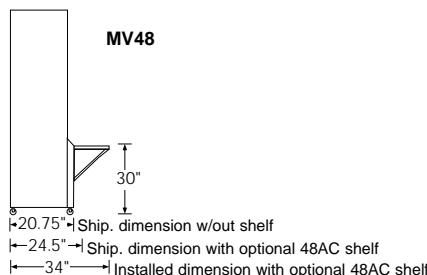 MV48
30"
20.75" Ship. dimension w/out shelf
24.5" Ship. dimension with optional 48AC shelf
34" Installed dimension with optional 48AC shelf